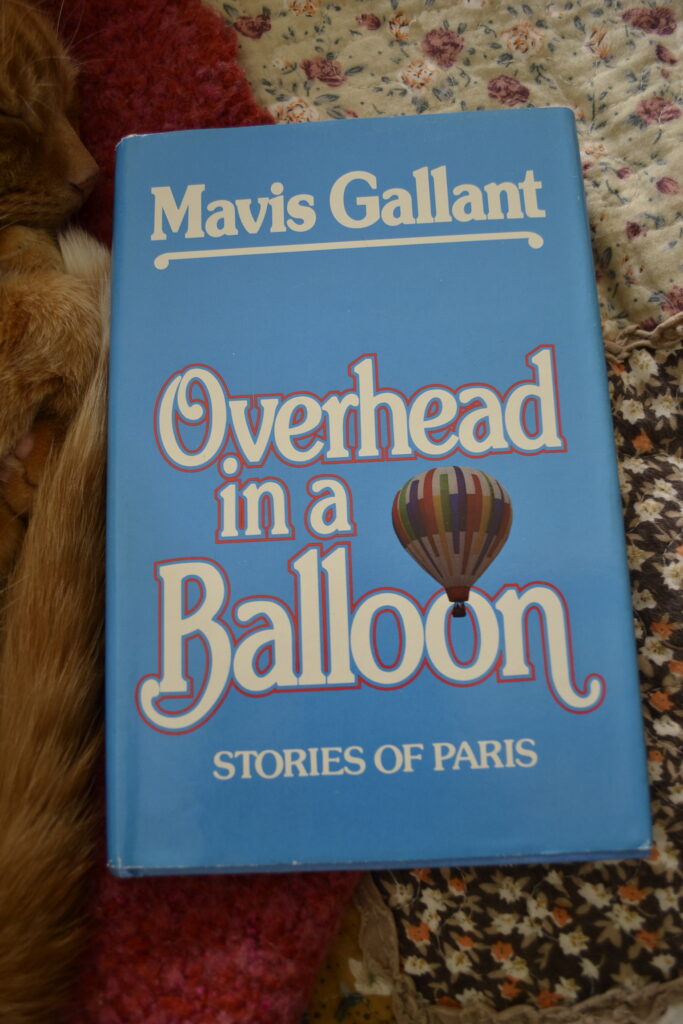 Mavis Gallant
Overhead
in a
Balloon
STORIES OF PARIS